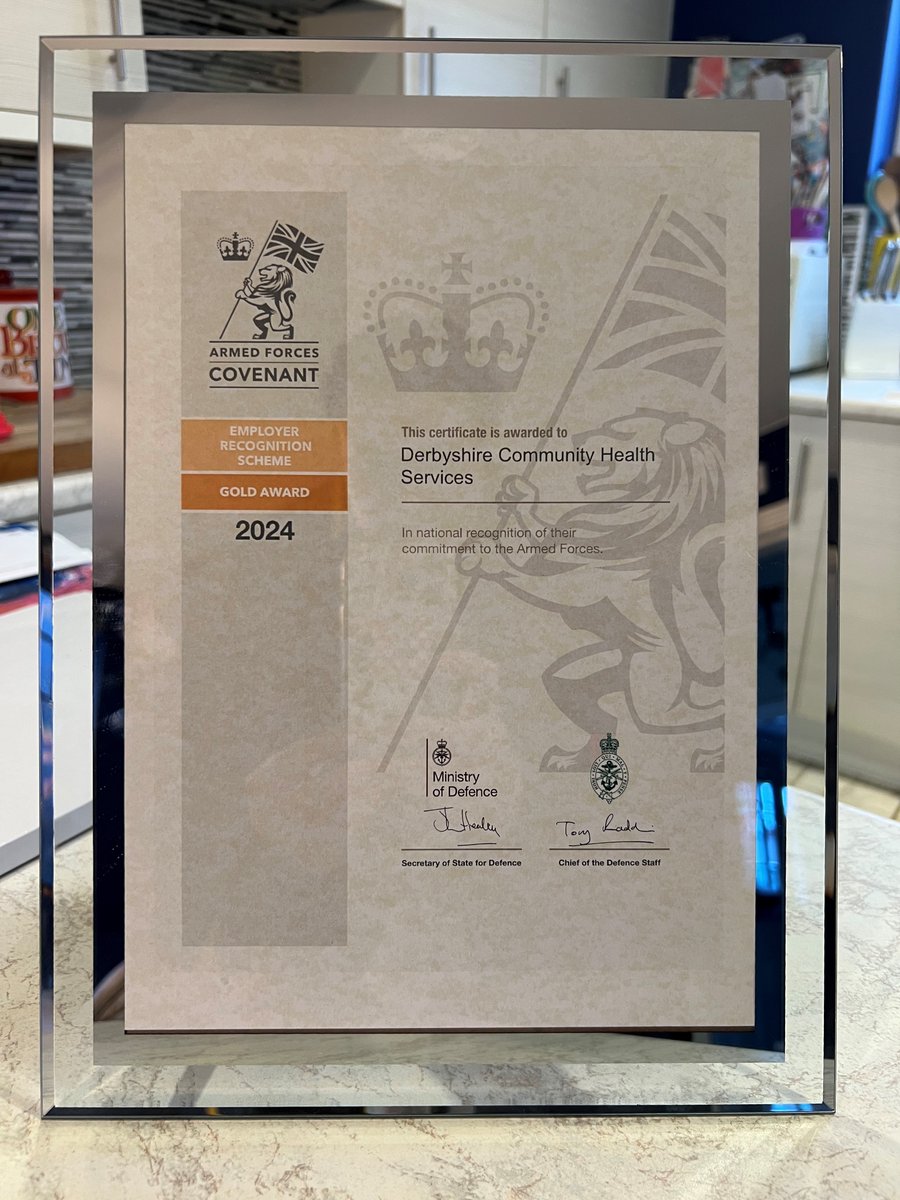 ARMED FORCES
COVENANT
EMPLOYER
RECOGNITION
SCHEME
GOLD AWARD
2024
This certificate is awarded to
Derbyshire Community Health
Services
In national recognition of their
commitment to the Armed Forces.
Ministry
of Defence
Secretary of State for Defence
Tony
Chief of the Defence Staff